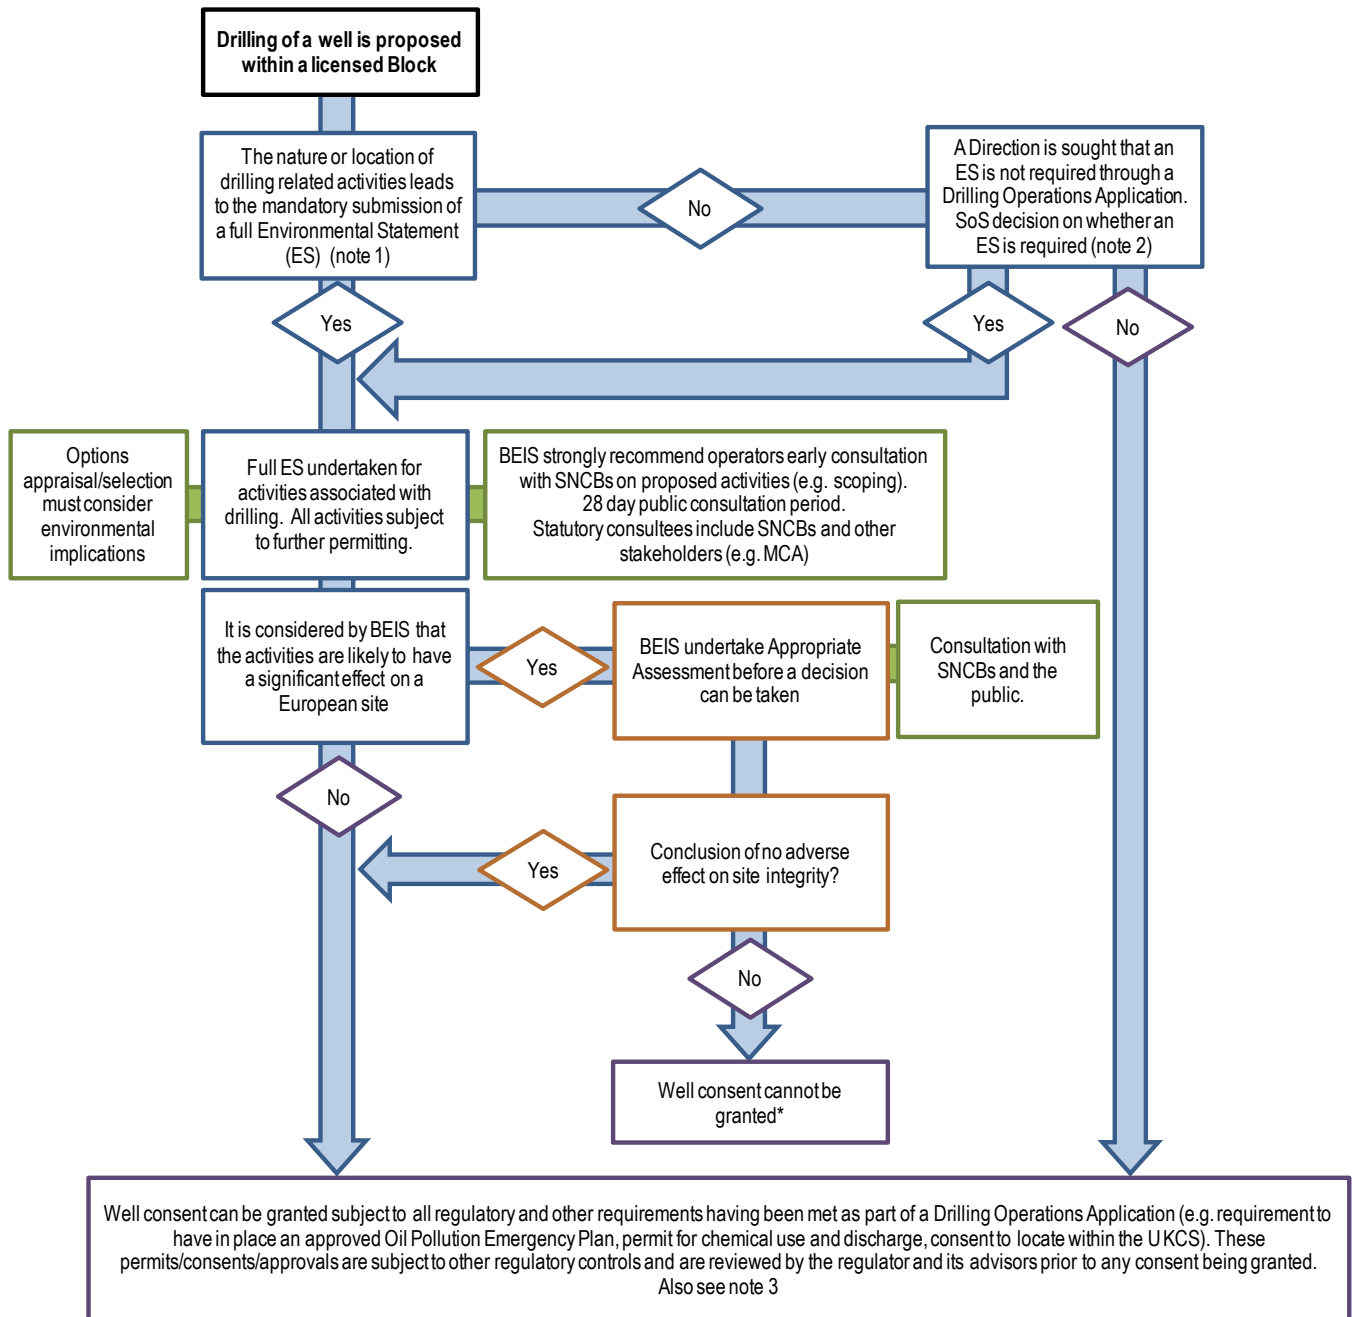 Drilling of a well is proposed
within a licensed Block
The nature or location of
drilling related activities leads
to the mandatory submission of
a full Environmental Statement
(ES) (note 1)
No
A Direction is sought that an
ES is not required through a
Drilling Operations Application.
SoS decision on whether an
ES is required (note 2)
Yes
Yes
No
Options
appraisal/selection
must consider
environmental
implications
Full ES undertaken for
activities associated with
drilling. All activities subject
to further permitting.
BEIS strongly recommend operators early consultation
with SNCBs on proposed activities (e.g. scoping).
28 day public consultation period.
Statutory consultees include SNCBs and other
stakeholders (e.g. MCA)
It is considered by BEIS that
the activities are likely to have
a significant effect on a
European site
Yes
BEIS undertake Appropriate
Assessment before a decision
can be taken
Consultation with
SNCBs and the
public.
No
Yes
Conclusion of no adverse
effect on site integrity?
No
Well consent cannot be
granted*
Well consent can be granted subject to all regulatory and other requirements having been met as part of a Drilling Operations Application (e.g. requirement to
have in place an approved Oil Pollution Emergency Plan, permit for chemical use and discharge, consent to locate within the UKCS). These
permits/consents/approvals are subject to other regulatory controls and are reviewed by the regulator and its advisors prior to any consent being granted.
Also see note 3